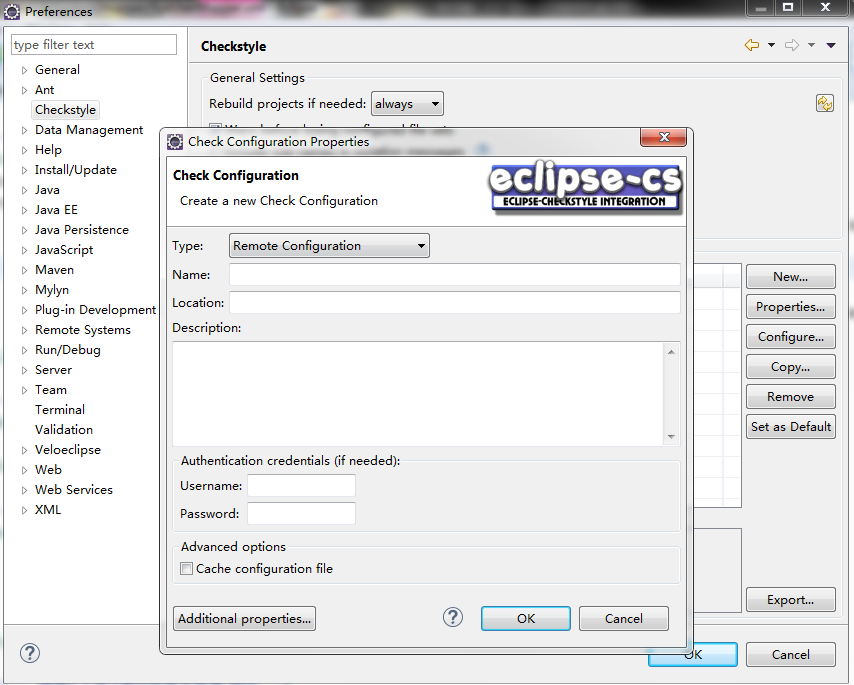 Preferences
type filter text
General
Ant
Checkstyle
Data Management
Help
Install/Update
Java
Java EE
Java Persistence
JavaScript
Maven
Mylyn
Plug-in Development
Remote Systems
Run/Debug
Server
Team
Terminal
Validation
Veloeclipse
Web
Web Services
XML
Checkstyle
General Settings
Rebuild projects if needed: always
Check Configuration Properties
Check Configuration
Create a new Check Configuration
eclipse-cs
ECLIPSE-CHECKSTYLE INTEGRATION
Type: Remote Configuration
Name:
Location:
Description:
Authentication credentials (if needed):
Username:
Password:
Advanced options
Cache configuration file
Additional properties...
?
OK
Cancel
New...
Properties...
Configure...
Copy...
Remove
Set as Default
Export...
?
OK
Cancel